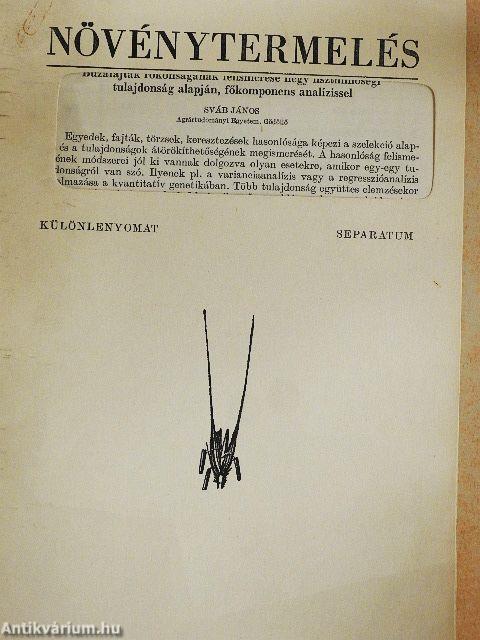 NÖVÉNYTERMELÉS
Búzafajták rokonságának felismerése négy lisztminőségi
tulajdonság alapján, főkomponens analízissel
SVÁB JÁNOS
Agrártudományi Egyetem, Gödöllő
Egyedek, fajták, törzsek, keresztezések hasonlósága képezi a szelekció alap-
és a tulajdonságok átörökíthetőségének megismerését. A hasonlóság felisme-
ének módszerei jól ki vannak dolgozva olyan esetekre, amikor egy-egy tu-
donságról van szó. Ilyenek pl. a varianciaanalízis vagy a regresszióanalízis
lmazása a kvantitatív genetikában. Több tulajdonság együttes elemzésekor
KÜLÖNLENYOMAT
SEPARATUM
Antikvárium.hu